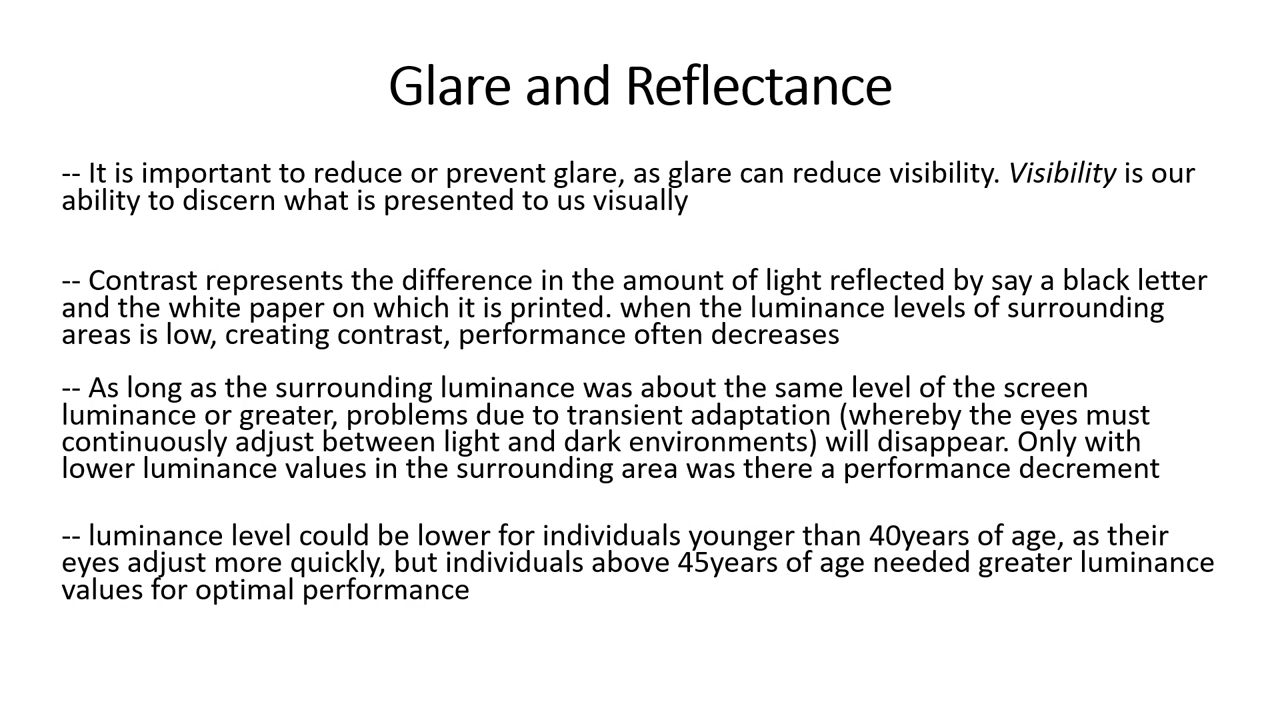 Glare and Reflectance
-- It is important to reduce or prevent glare, as glare can reduce visibility. Visibility is our
ability to discern what is presented to us visually
-- Contrast represents the difference in the amount of light reflected by say a black letter
and the white paper on which it is printed. when the luminance levels of surrounding
areas is low, creating contrast, performance often decreases
-- As long as the surrounding luminance was about the same level of the screen
luminance or greater, problems due to transient adaptation (whereby the eyes must
continuously adjust between light and dark environments) will disappear. Only with
lower luminance values in the surrounding area was there a performance decrement
-- luminance level could be lower for individuals younger than 40years of age, as their
eyes adjust more quickly, but individuals above 45years of age needed greater luminance
values for optimal performance